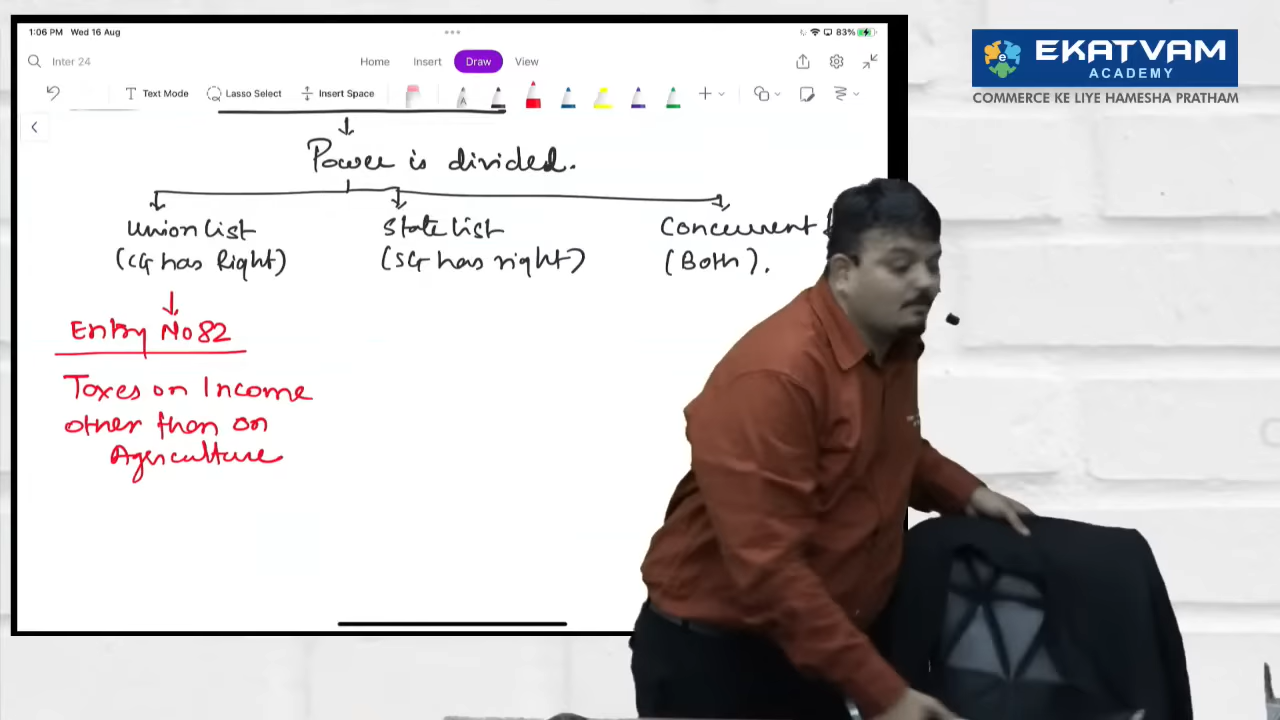 1:06 PM Wed 16 Aug
83%
Inter 24
Home Insert Draw View
Text Mode Lasso Select Insert Space
Power is divided.
Union List State List Concurrent
(CG has Right) (SG has right) (Both).
Entry No 82
Taxes on Income
other than on
Agriculture
EKATVAM
ACADEMY
COMMERCE KE LIYE HAMESHA PRATHAM